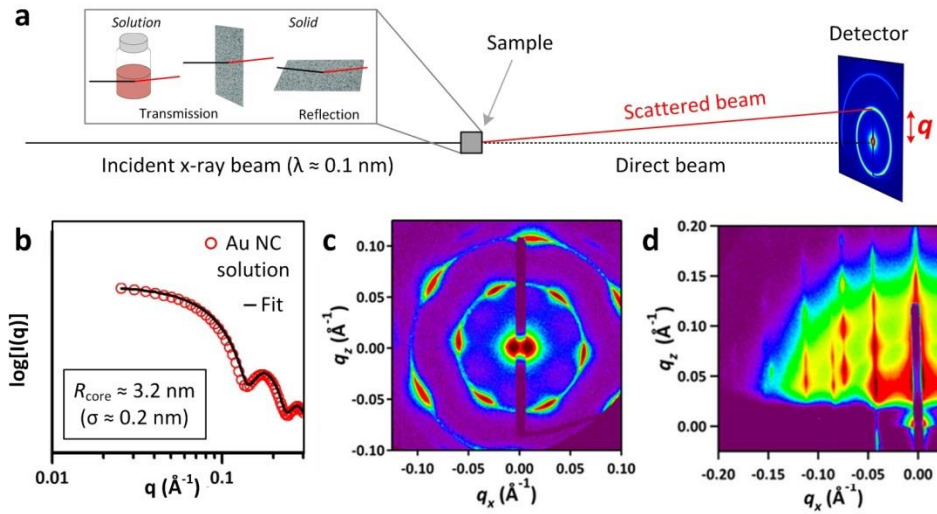 a
Solution
Solid
Transmission
Reflection
Sample
Detector
Scattered beam
q
Incident x-ray beam (λ ≈ 0.1 nm)
Direct beam
b
Au NC
solution
Fit
R_core ≈ 3.2 nm
(σ ≈ 0.2 nm)
log[I(q)]
0.01
0.1
q (Å⁻¹)
c
0.10
0.05
0.00
-0.05
-0.10
q_z (Å⁻¹)
-0.10
-0.05
0.00
0.05
0.10
q_x (Å⁻¹)
d
0.20
0.15
0.10
0.05
0.00
q_z (Å⁻¹)
-0.20
-0.15
-0.10
-0.05
0.00
q_x (Å⁻¹)